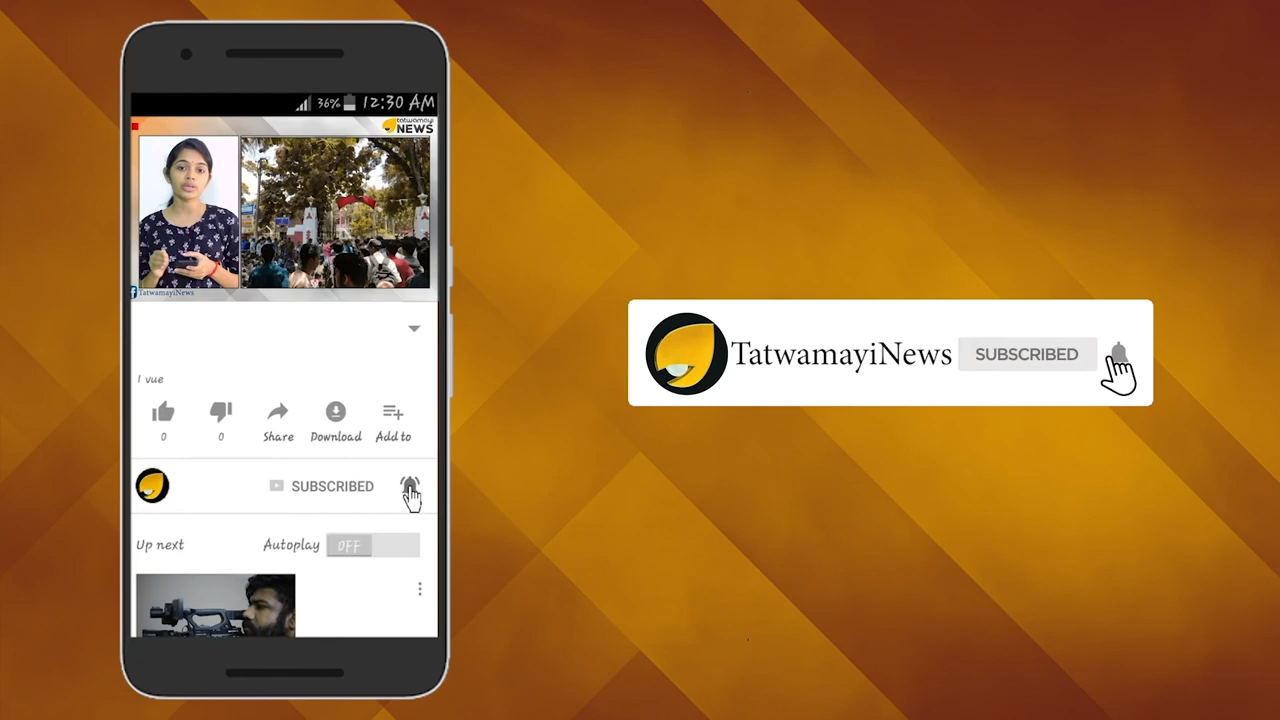 36% 12:30 AM
tatwamayi
NEWS
TatwamayiNews
1 vue
0 0 Share Download Add to
SUBSCRIBED
Up next Autoplay OFF
TatwamayiNews SUBSCRIBED